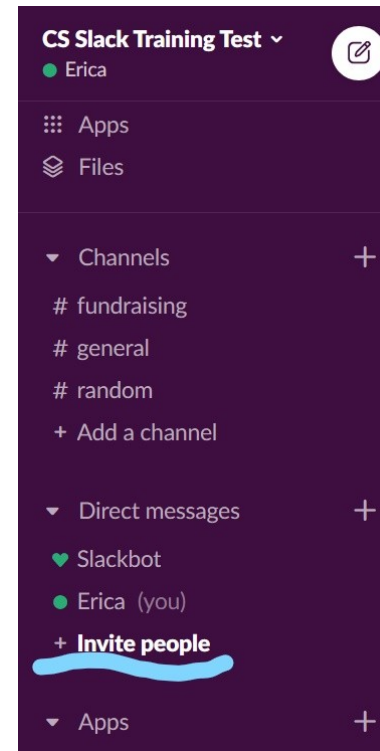 CS Slack Training Test
Erica
Apps
Files
Channels +
# fundraising
# general
# random
+ Add a channel
Direct messages +
Slackbot
Erica (you)
+ Invite people
Apps +